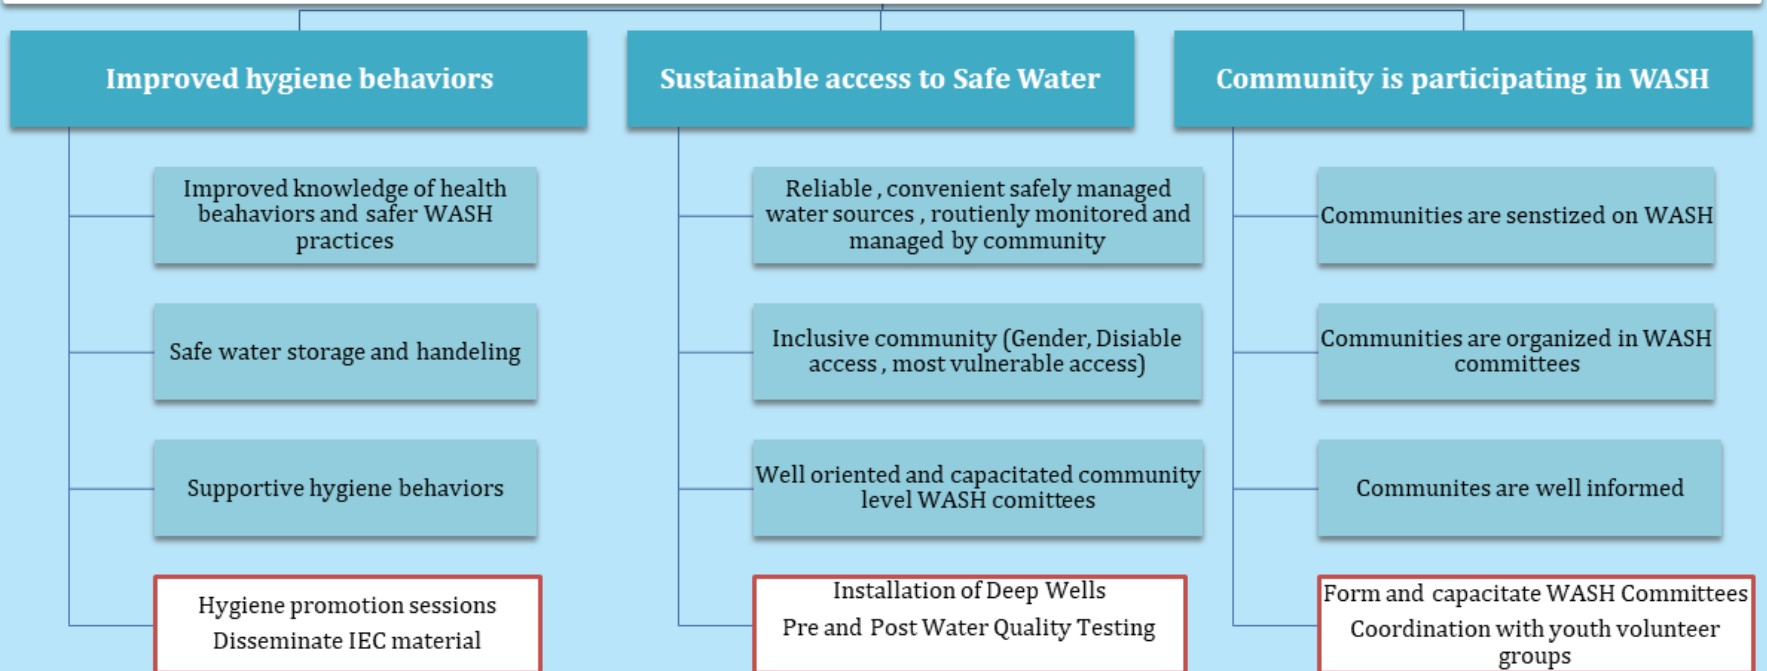 Improved hygiene behaviors
Improved knowledge of health
beahaviors and safer WASH
practices
Safe water storage and handeling
Supportive hygiene behaviors
Hygiene promotion sessions
Disseminate IEC material
Sustainable access to Safe Water
Reliable , convenient safely managed
water sources , routienly monitored and
managed by community
Inclusive community (Gender, Disiable
access , most vulnerable access)
Well oriented and capacitated community
level WASH comittees
Installation of Deep Wells
Pre and Post Water Quality Testing
Community is participating in WASH
Communities are senstized on WASH
Communities are organized in WASH
committees
Communites are well informed
Form and capacitate WASH Committees
Coordination with youth volunteer
groups